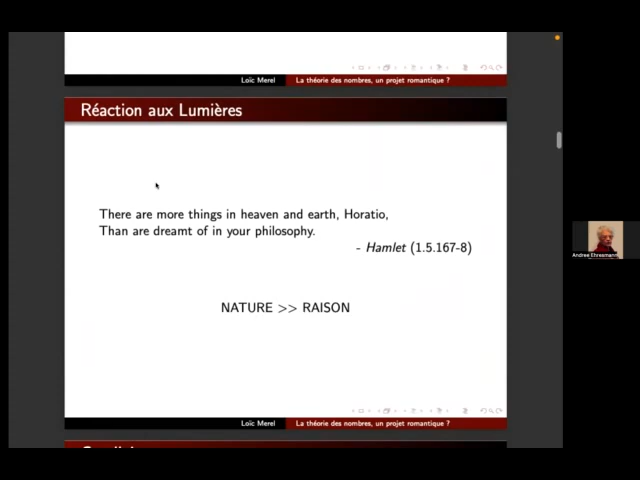 Loïc Merel La théorie des nombres, un projet romantique ?
Réaction aux Lumières
There are more things in heaven and earth, Horatio,
Than are dreamt of in your philosophy.
- Hamlet (1.5.167-8)
NATURE >> RAISON
Loïc Merel La théorie des nombres, un projet romantique ?
Andree Ehresmann